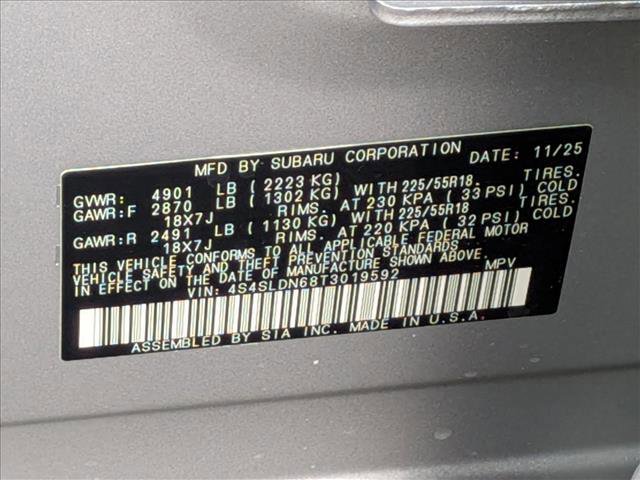 MFD BY SUBARU CORPORATION DATE: 11/25
GVWR: 4901 LB (2223 KG)
GAWR:F 2870 LB (1302 KG) WITH 225/55R18. TIRES.
18X7J RIMS. AT 230 KPA (33 PSI) COLD
GAWR:R 2491 LB (1130 KG) WITH 225/55R18 TIRES.
18X7J RIMS. AT 220 KPA (32 PSI) COLD
THIS VEHICLE CONFORMS TO ALL APPLICABLE FEDERAL MOTOR
VEHICLE SAFETY AND THEFT PREVENTION STANDARDS
IN EFFECT ON THE DATE OF MANUFACTURE SHOWN ABOVE.
VIN: 4S4SLDN68T3019592 MPV
ASSEMBLED BY SIA INC. MADE IN U.S.A.